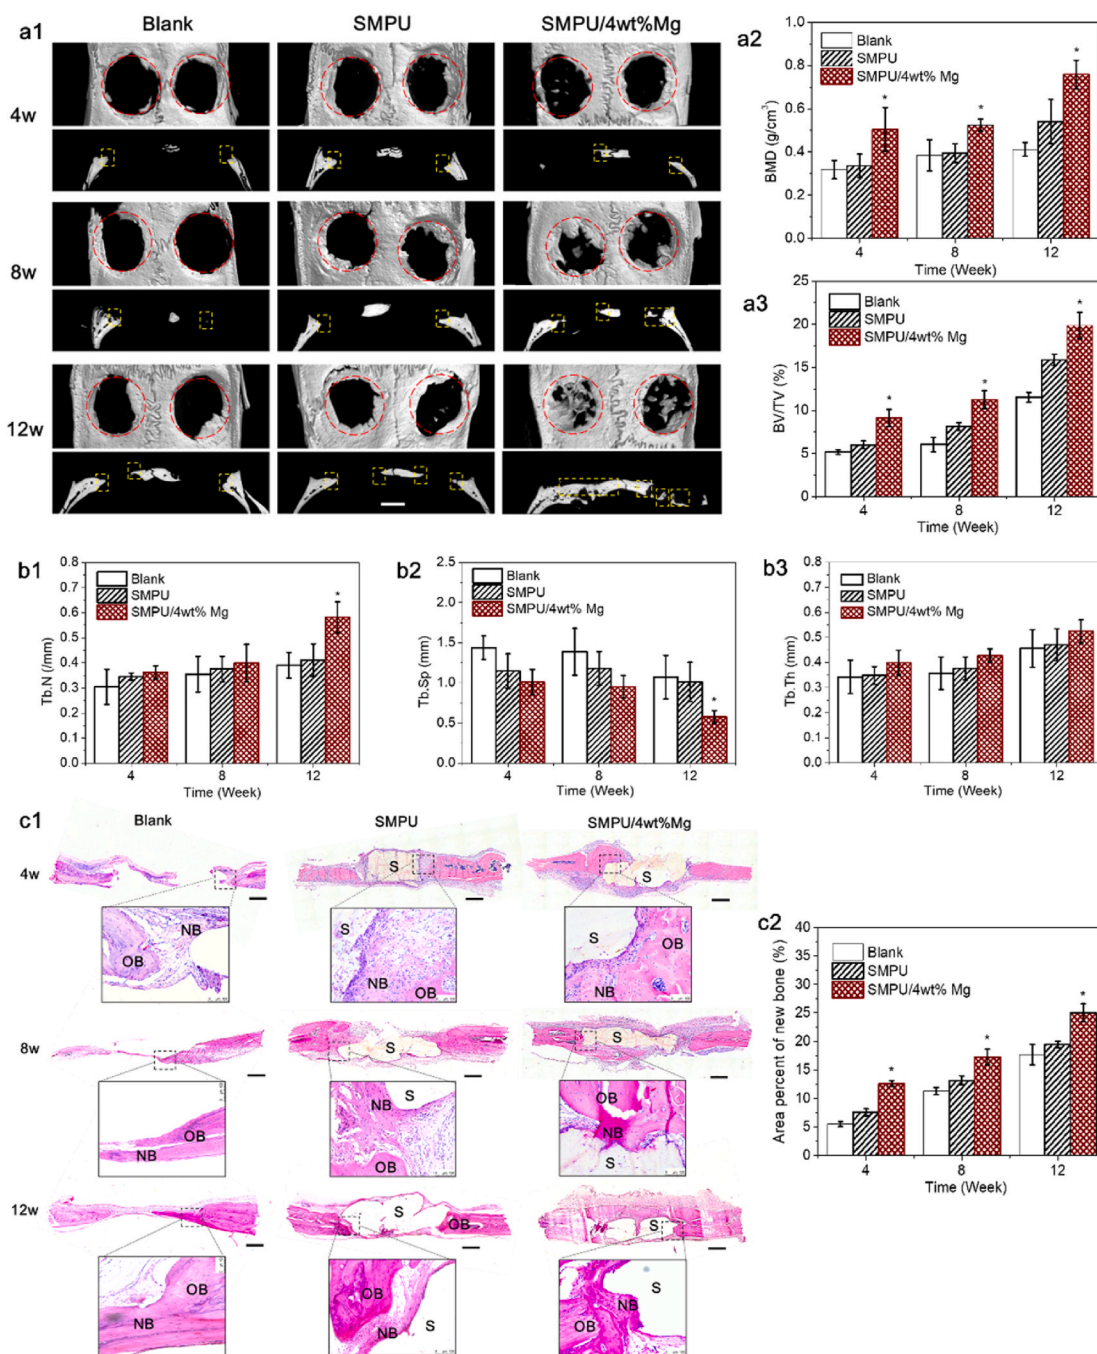 a1
Blank
SMPU
SMPU/4wt%Mg
4w
8w
12w
a2
BMD (g/cm³)
1.0
0.8
0.6
0.4
0.2
0.0
Blank
SMPU
SMPU/4wt% Mg
*
*
*
4
8
12
Time (Week)
a3
BV/TV (%)
25
20
15
10
5
0
Blank
SMPU
SMPU/4wt% Mg
*
*
*
4
8
12
Time (Week)
b1
Tb.N (/mm)
0.8
0.7
0.6
0.5
0.4
0.3
0.2
0.1
0.0
Blank
SMPU
SMPU/4wt% Mg
*
4
8
12
Time (Week)
b2
Tb.Sp (mm)
2.5
2.0
1.5
1.0
0.5
0.0
Blank
SMPU
SMPU/4wt% Mg
*
4
8
12
Time (Week)
b3
Tb.Th (mm)
0.8
0.7
0.6
0.5
0.4
0.3
0.2
0.1
0.0
Blank
SMPU
SMPU/4wt% Mg
4
8
12
Time (Week)
c1
Blank
SMPU
SMPU/4wt%Mg
4w
S
S
NB
OB
S
NB
OB
S
OB
NB
8w
S
S
OB
NB
NB
S
OB
OB
NB
S
12w
S
OB
S
OB
NB
OB
NB
S
S
NB
OB
c2
Area percent of new bone (%)
40
35
30
25
20
15
10
5
0
Blank
SMPU
SMPU/4wt% Mg
*
*
*
4
8
12
Time (Week)